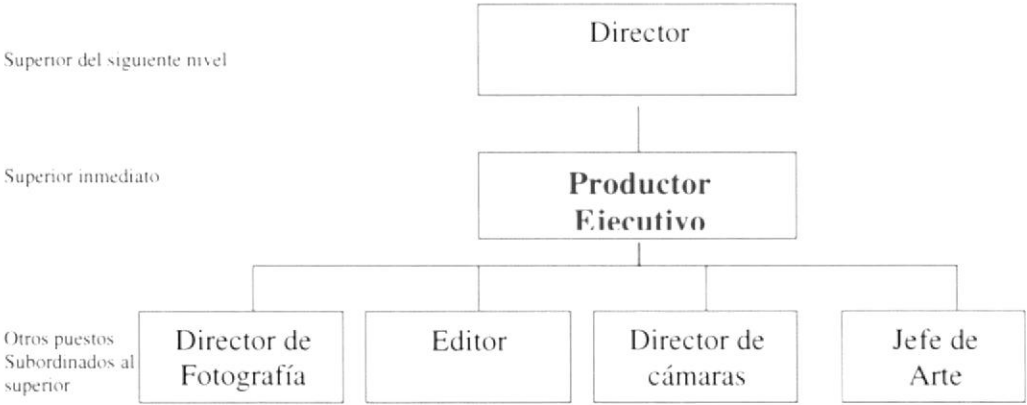 Director
Superior del siguiente nivel
Superior inmediato
Productor
Ejecutivo
Otros puestos
Subordinados al
superior
Director de
Fotografía
Editor
Director de
cámaras
Jefe de
Arte